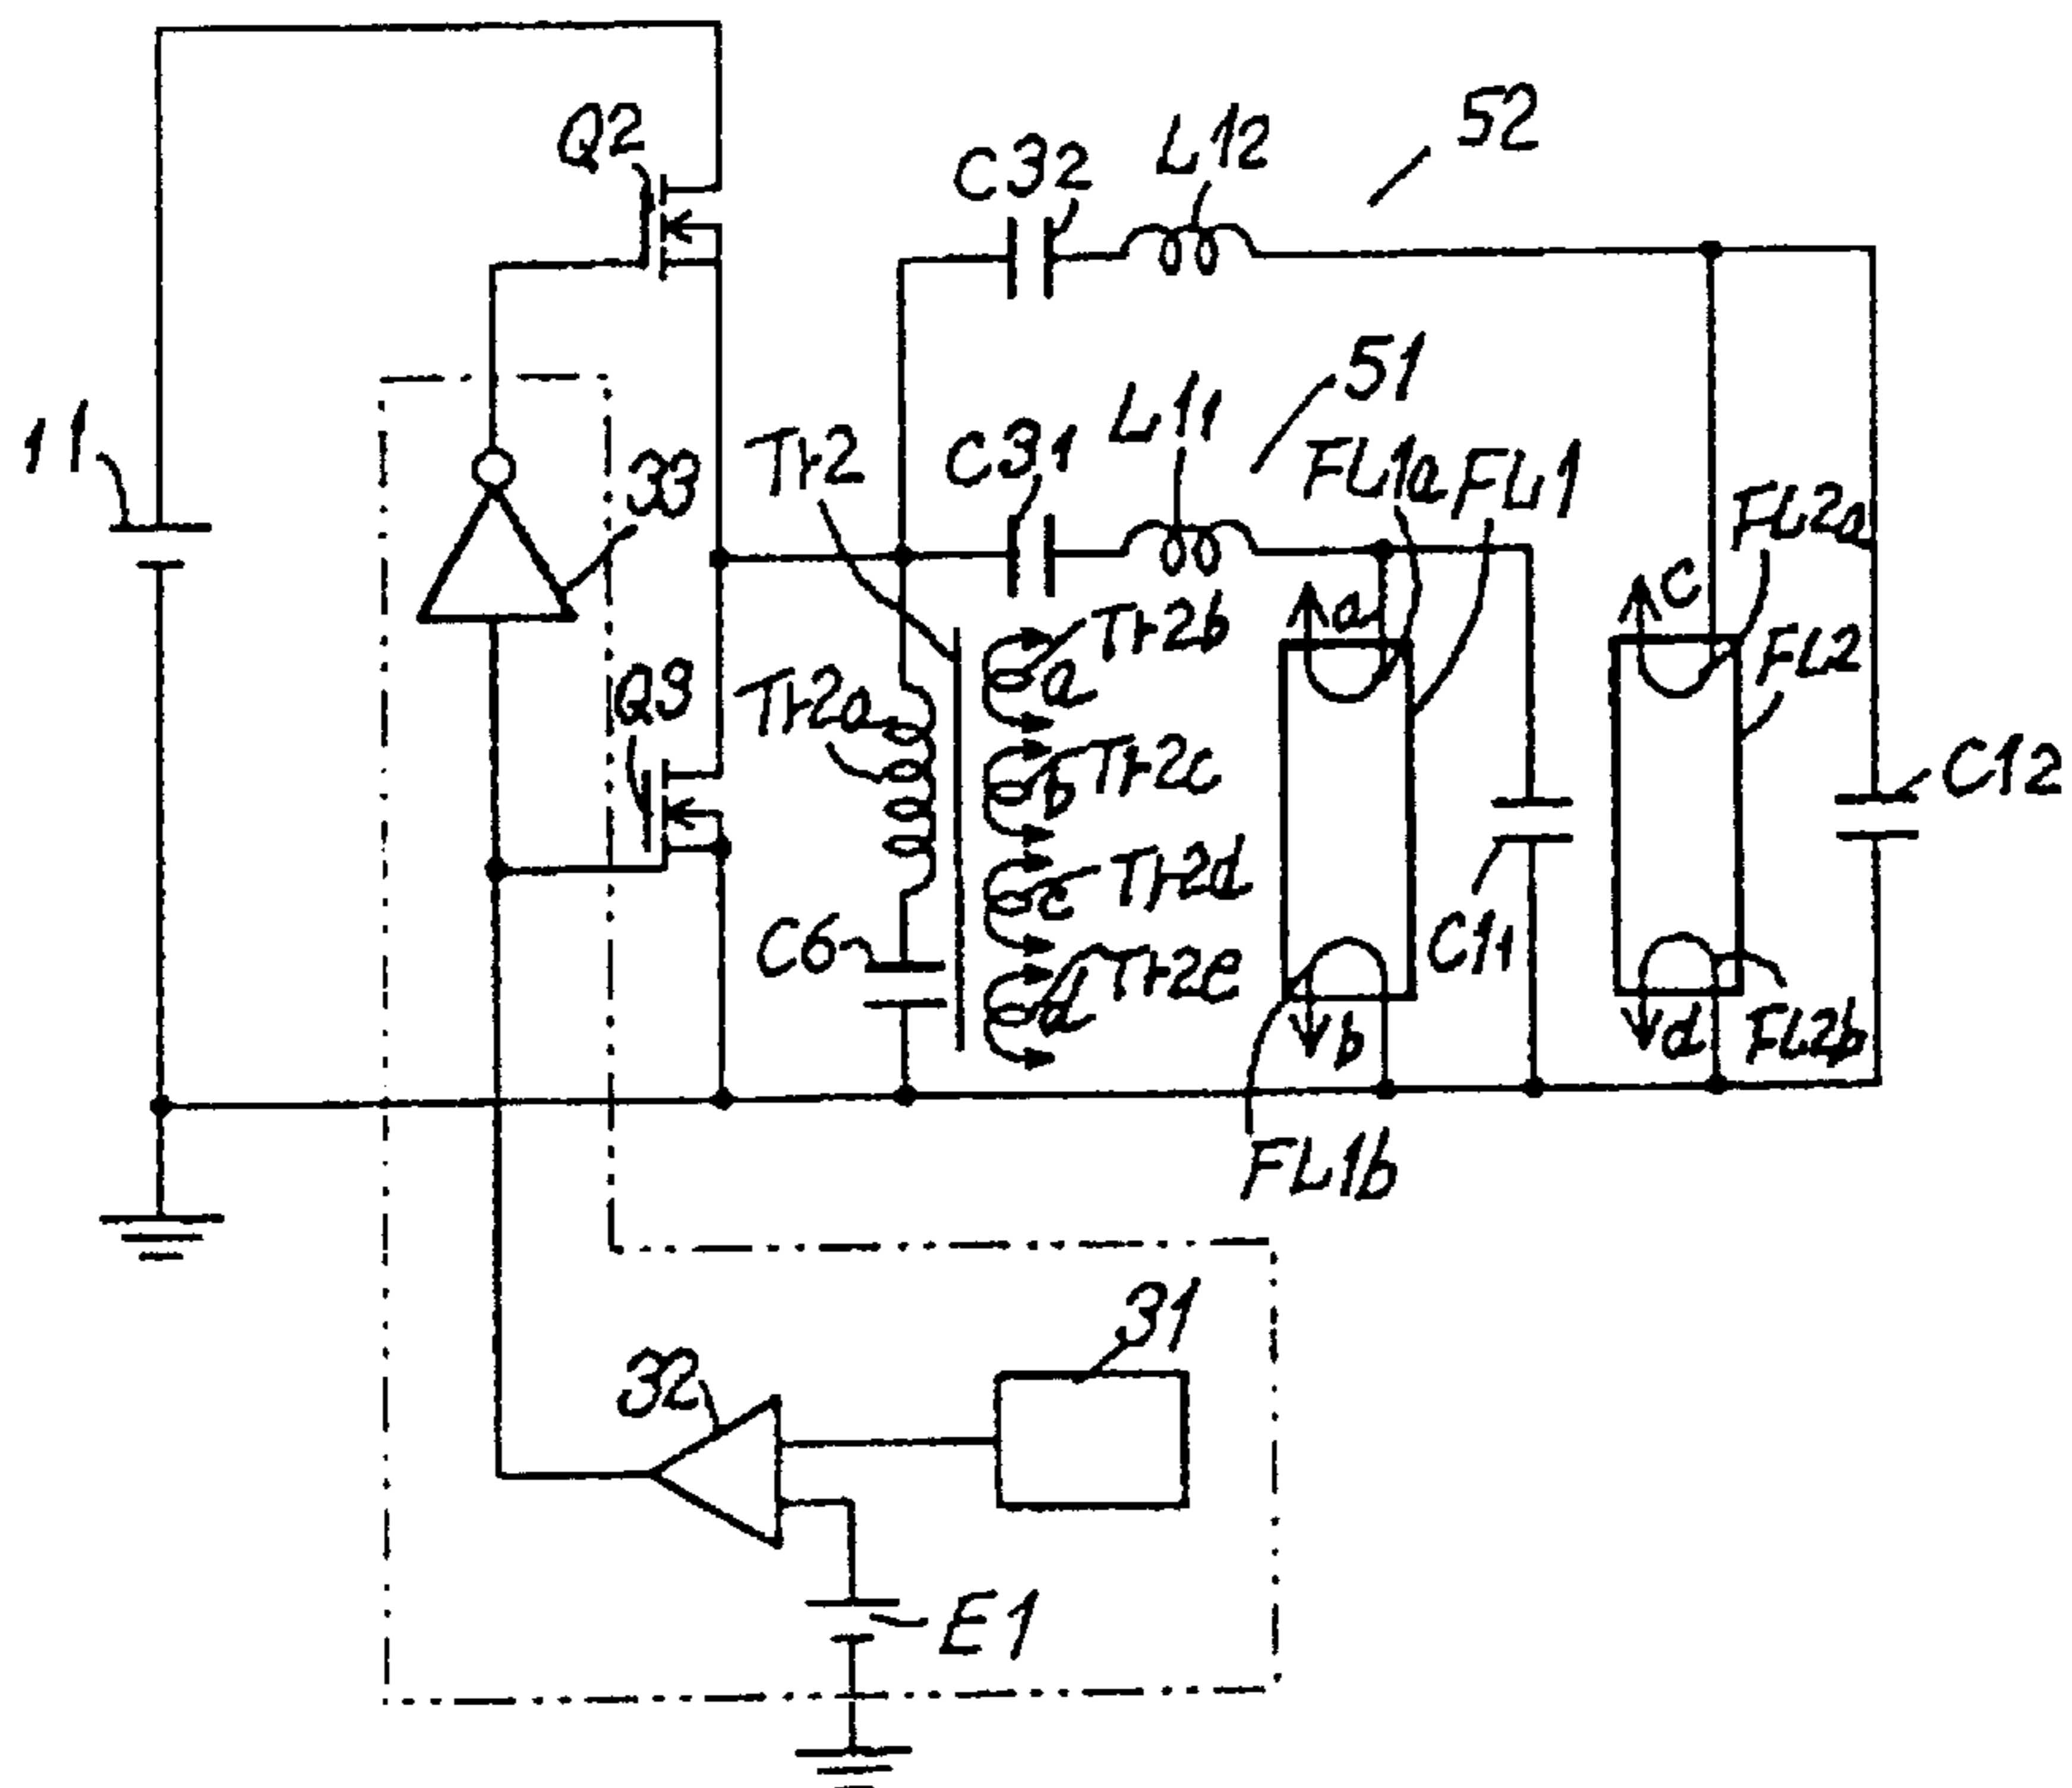 Q2
C32
L12
52
11
33
Tr2
C31
L11
51
FL1a
FL1
FL2a
Q3
Tr2a
Tr2b
a
a
c
FL2
Tr2c
b
C12
Tr2d
c
C6
Tr2e
d
C11
b
d
FL2b
FL1b
31
32
E1